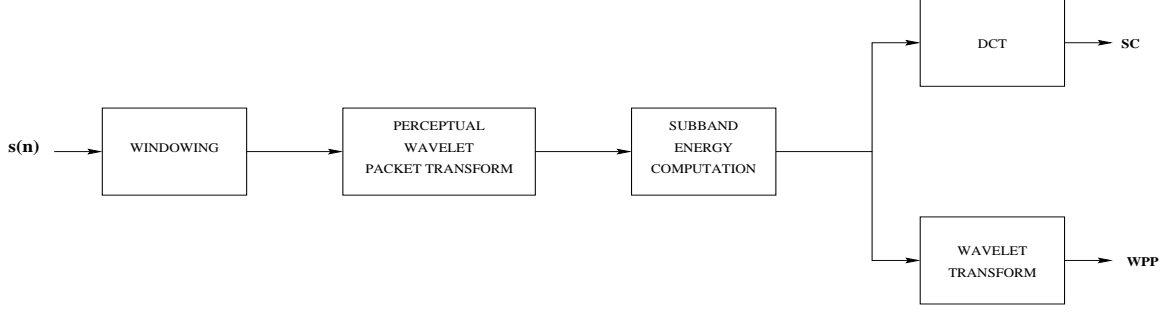 s(n)
WINDOWING
PERCEPTUAL
WAVELET
PACKET TRANSFORM
SUBBAND
ENERGY
COMPUTATION
DCT
SC
WAVELET
TRANSFORM
WPP